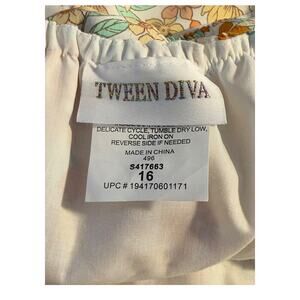 TWEEN DIVA
DELICATE CYCLE, TUMBLE DRY LOW,
COOL IRON ON
REVERSE SIDE IF NEEDED
MADE IN CHINA
496
S417663
16
UPC # 194170601171